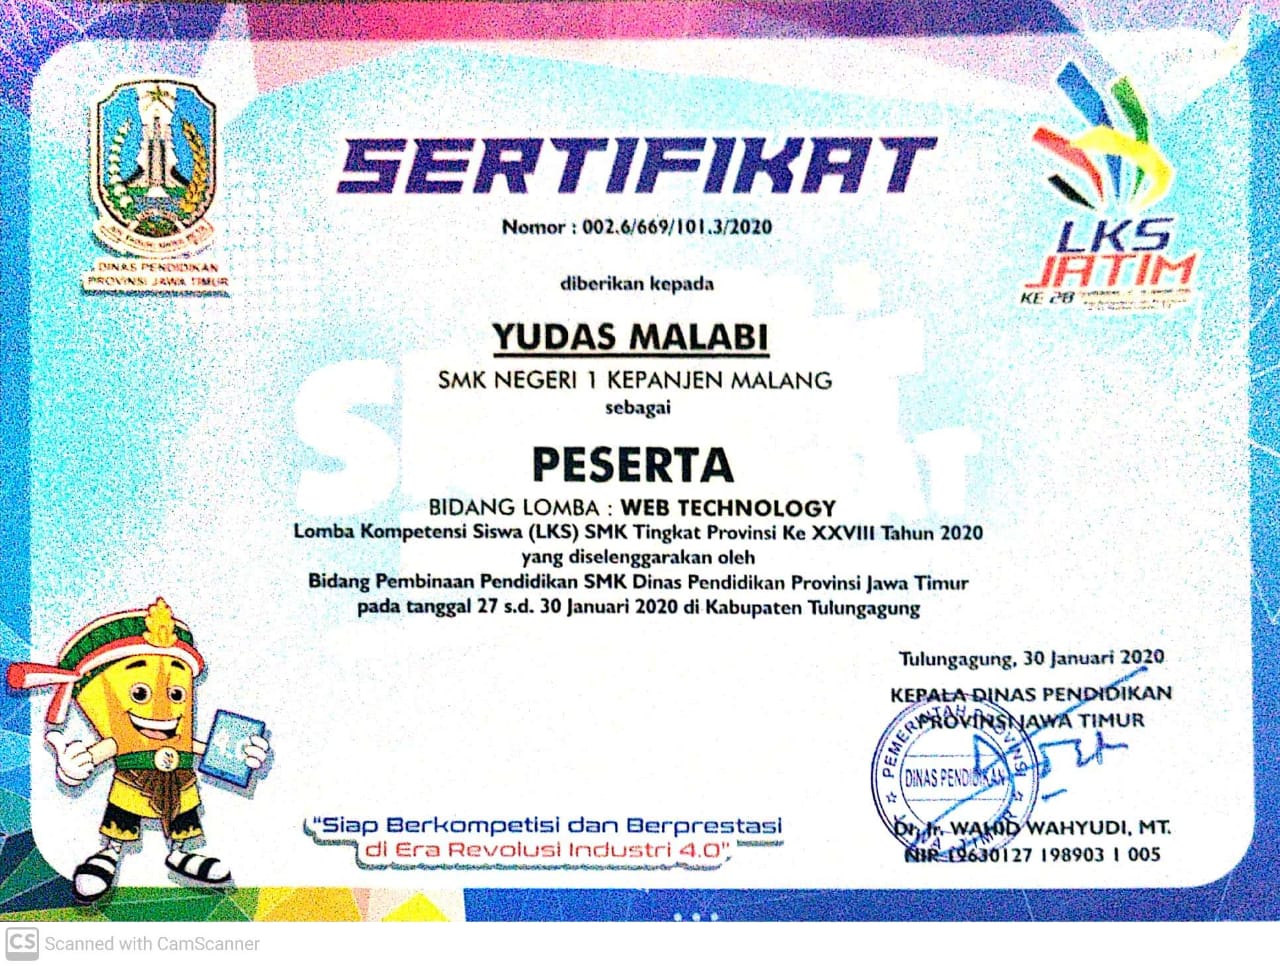 SERTIFIKAT
Nomor : 002.6/669/101.3/2020
DINAS PENDIDIKAN
PROVINSI JAWA TIMUR
LKS
JATIM
KE 28
diberikan kepada
YUDAS MALABI
SMK NEGERI 1 KEPANJEN MALANG
sebagai
PESERTA
BIDANG LOMBA : WEB TECHNOLOGY
Lomba Kompetensi Siswa (LKS) SMK Tingkat Provinsi Ke XXVIII Tahun 2020
yang diselenggarakan oleh
Bidang Pembinaan Pendidikan SMK Dinas Pendidikan Provinsi Jawa Timur
pada tanggal 27 s.d. 30 Januari 2020 di Kabupaten Tulungagung
Tulungagung, 30 Januari 2020
KEPALA DINAS PENDIDIKAN
PROVINSI JAWA TIMUR
PEMERINTAH PROVINSI
DINAS PENDIDIKAN
JAWA TIMUR
Dr. Ir. WAHID WAHYUDI, MT.
NIP. 19630127 198903 1 005
4.0
"Siap Berkompetisi dan Berprestasi
di Era Revolusi Industri 4.0"
CS Scanned with CamScanner